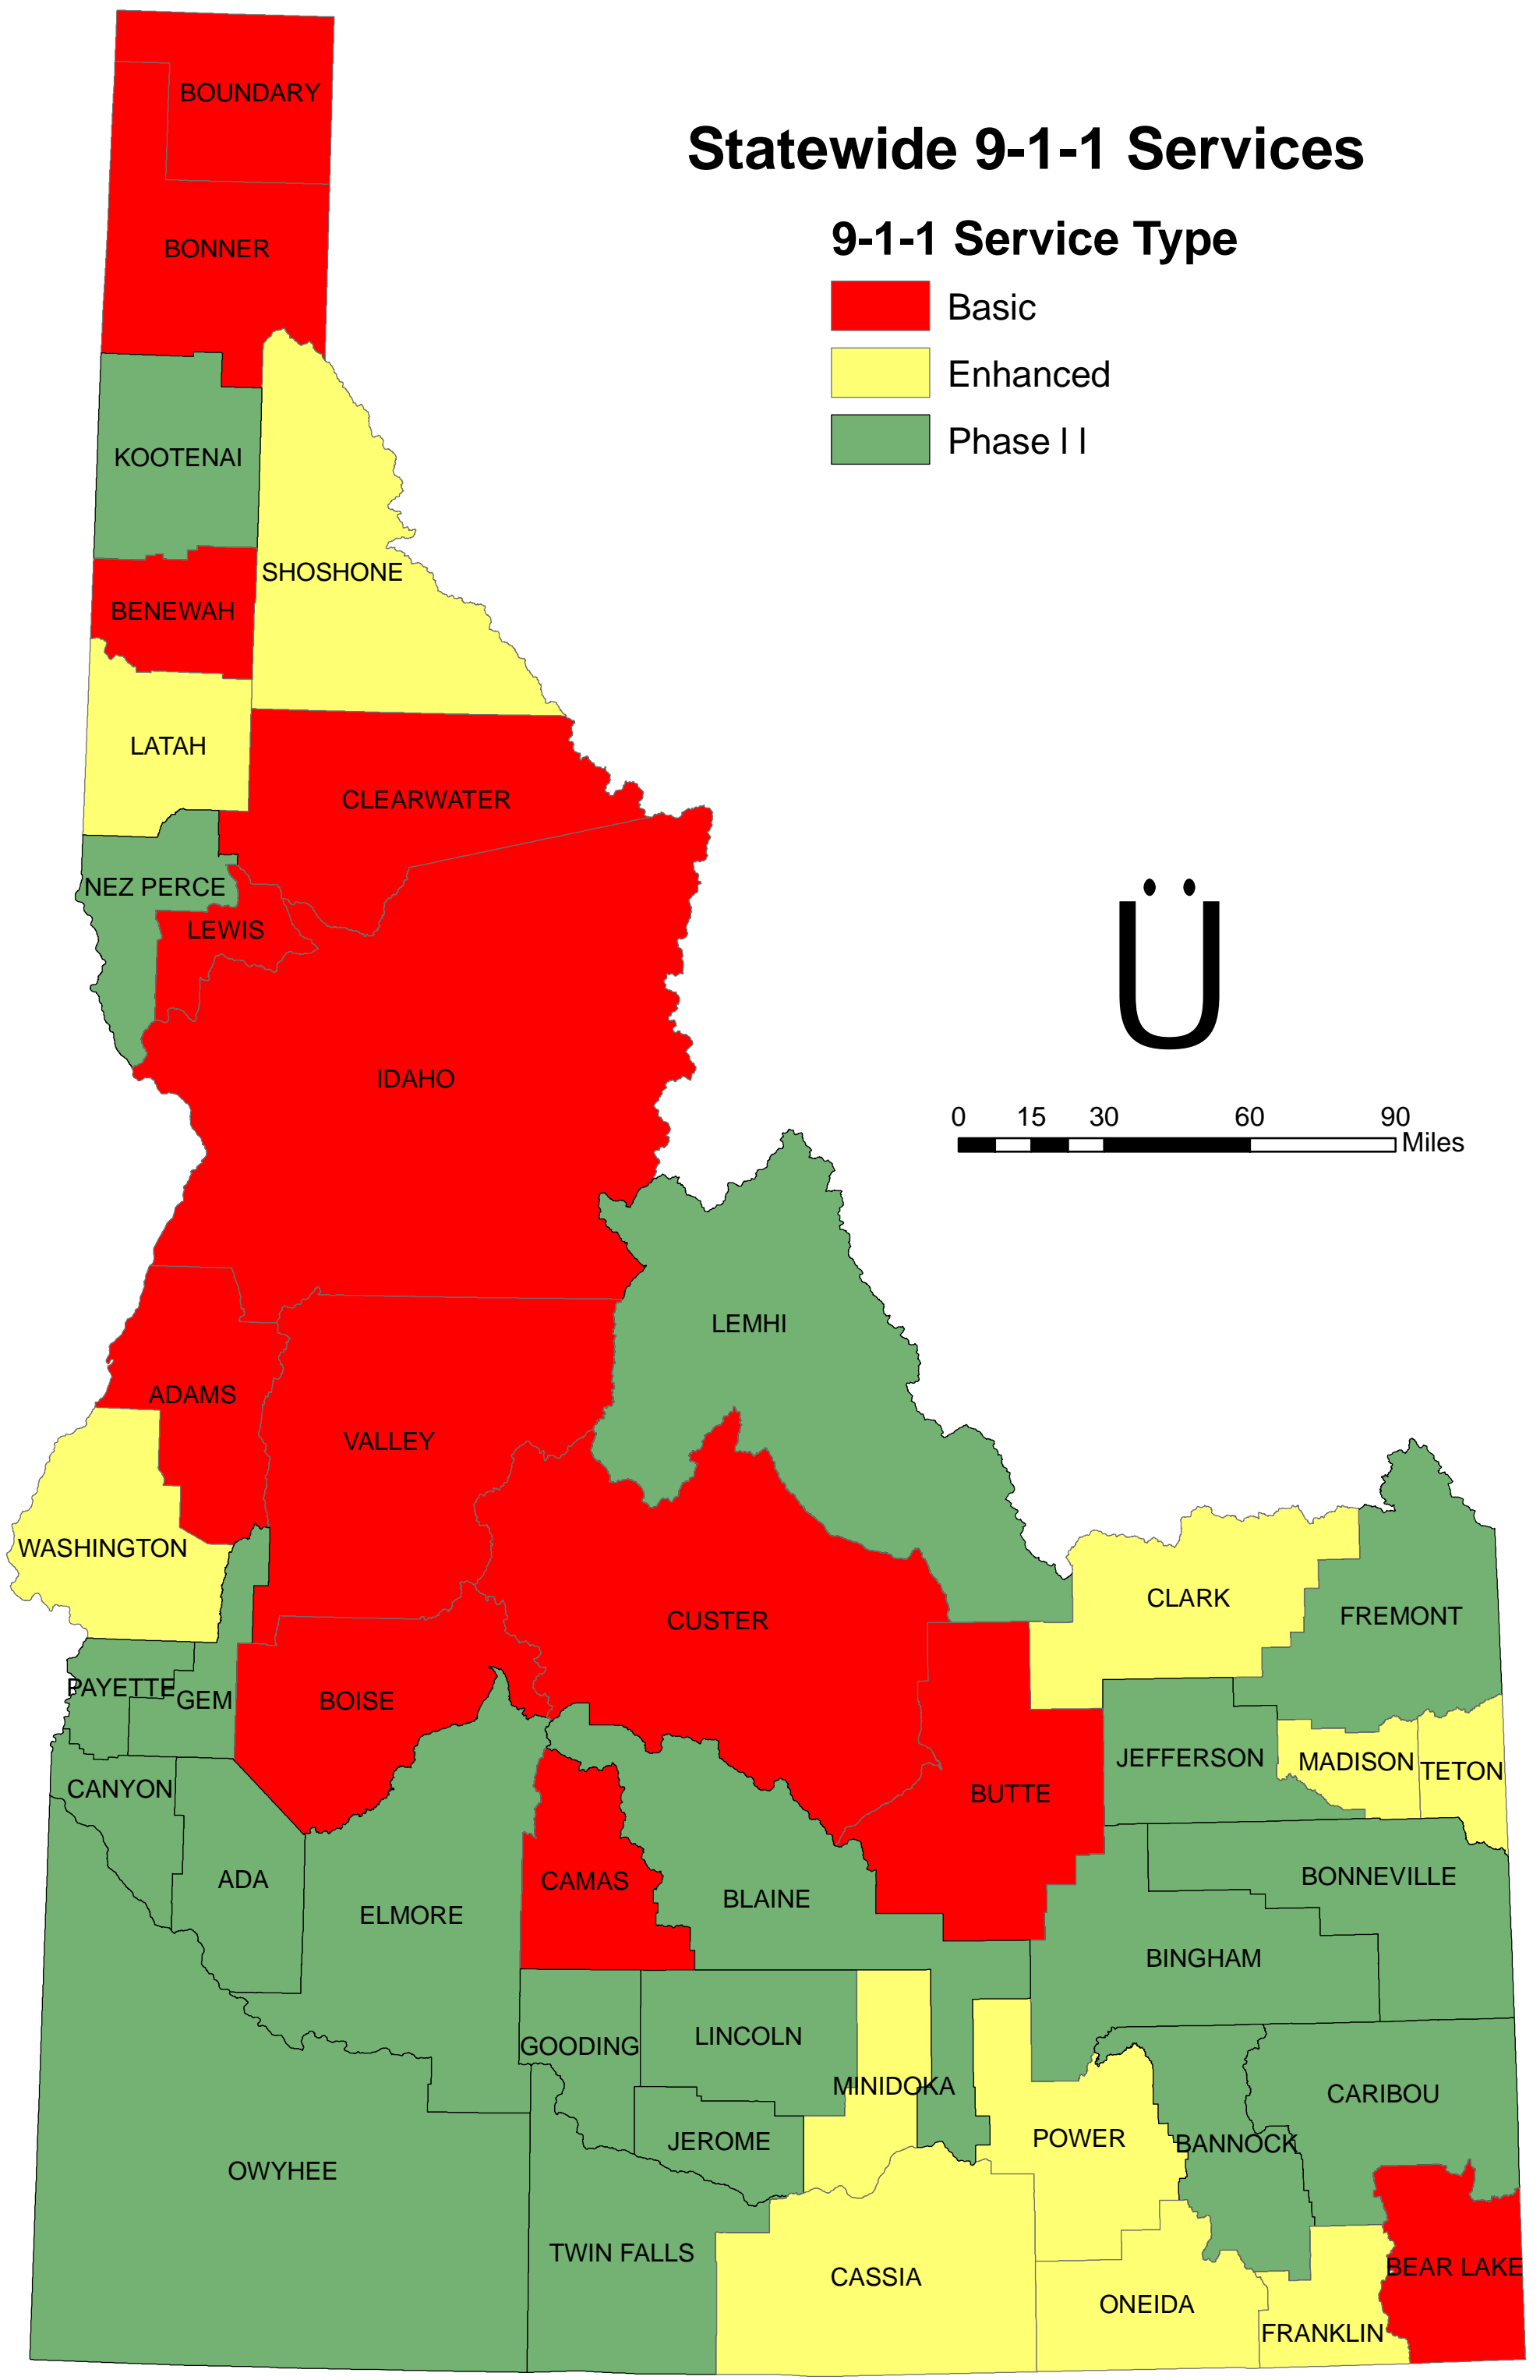 BOUNDARY
Statewide 9-1-1 Services
9-1-1 Service Type
BONNER
Basic
Enhanced
Phase I I
KOOTENAI
SHOSHONE
BENEWAH
LATAH
CLEARWATER
NEZ PERCE
LEWIS
Ü
IDAHO
0 15 30 60 90
Miles
LEMHI
ADAMS
VALLEY
WASHINGTON
CLARK
FREMONT
CUSTER
PAYETTE
GEM
BOISE
JEFFERSON
MADISON
TETON
CANYON
BUTTE
ADA
CAMAS
BONNEVILLE
BLAINE
ELMORE
BINGHAM
LINCOLN
GOODING
MINIDOKA
CARIBOU
POWER
JEROME
BANNOCK
OWYHEE
TWIN FALLS
BEAR LAKE
CASSIA
ONEIDA
FRANKLIN